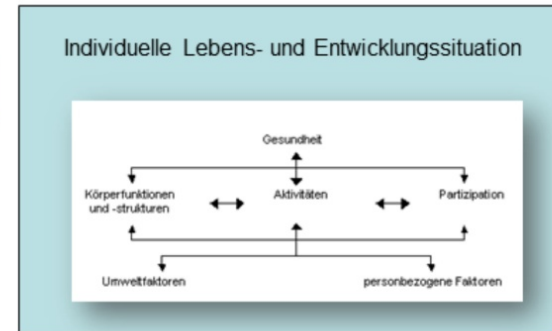 Individuelle Lebens- und Entwicklungssituation
Gesundheit
Körperfunktionen
und -strukturen
Aktivitäten
Partizipation
Umweltfaktoren
personbezogene Faktoren